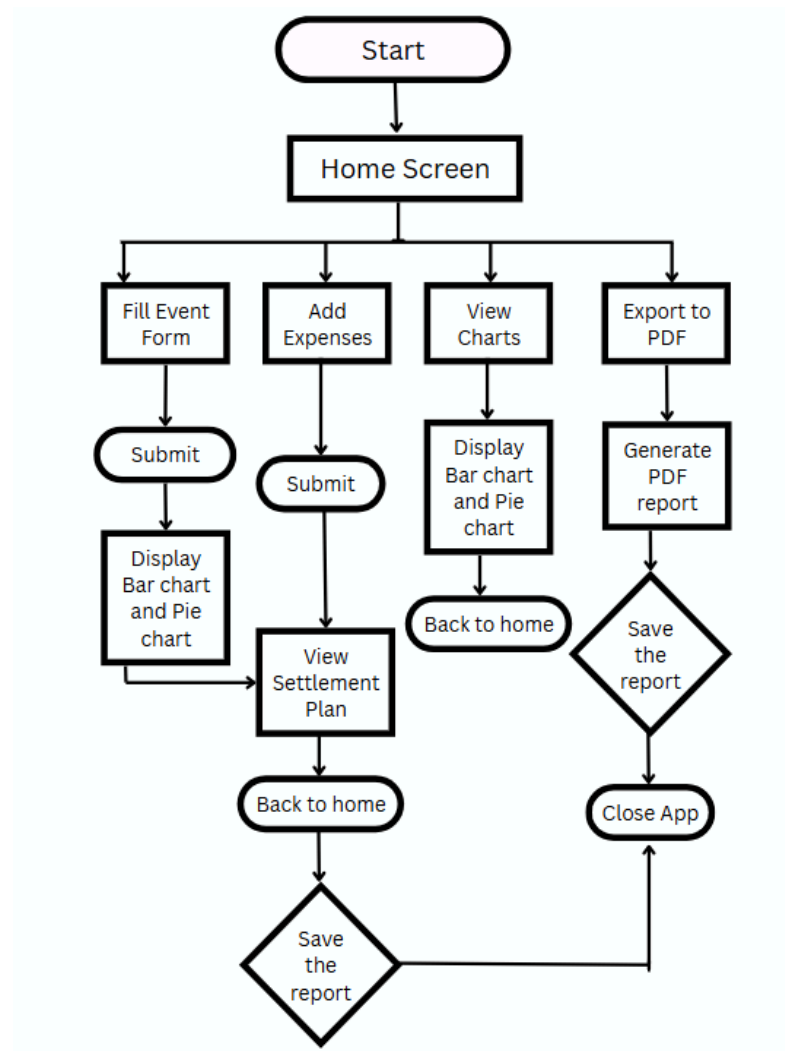 Start
Home Screen
Fill Event
Form
Add
Expenses
View
Charts
Export to
PDF
Submit
Submit
Display
Bar chart
and Pie
chart
Generate
PDF
report
Display
Bar chart
and Pie
chart
Back to home
Save
the
report
View
Settlement
Plan
Back to home
Close App
Save
the
report